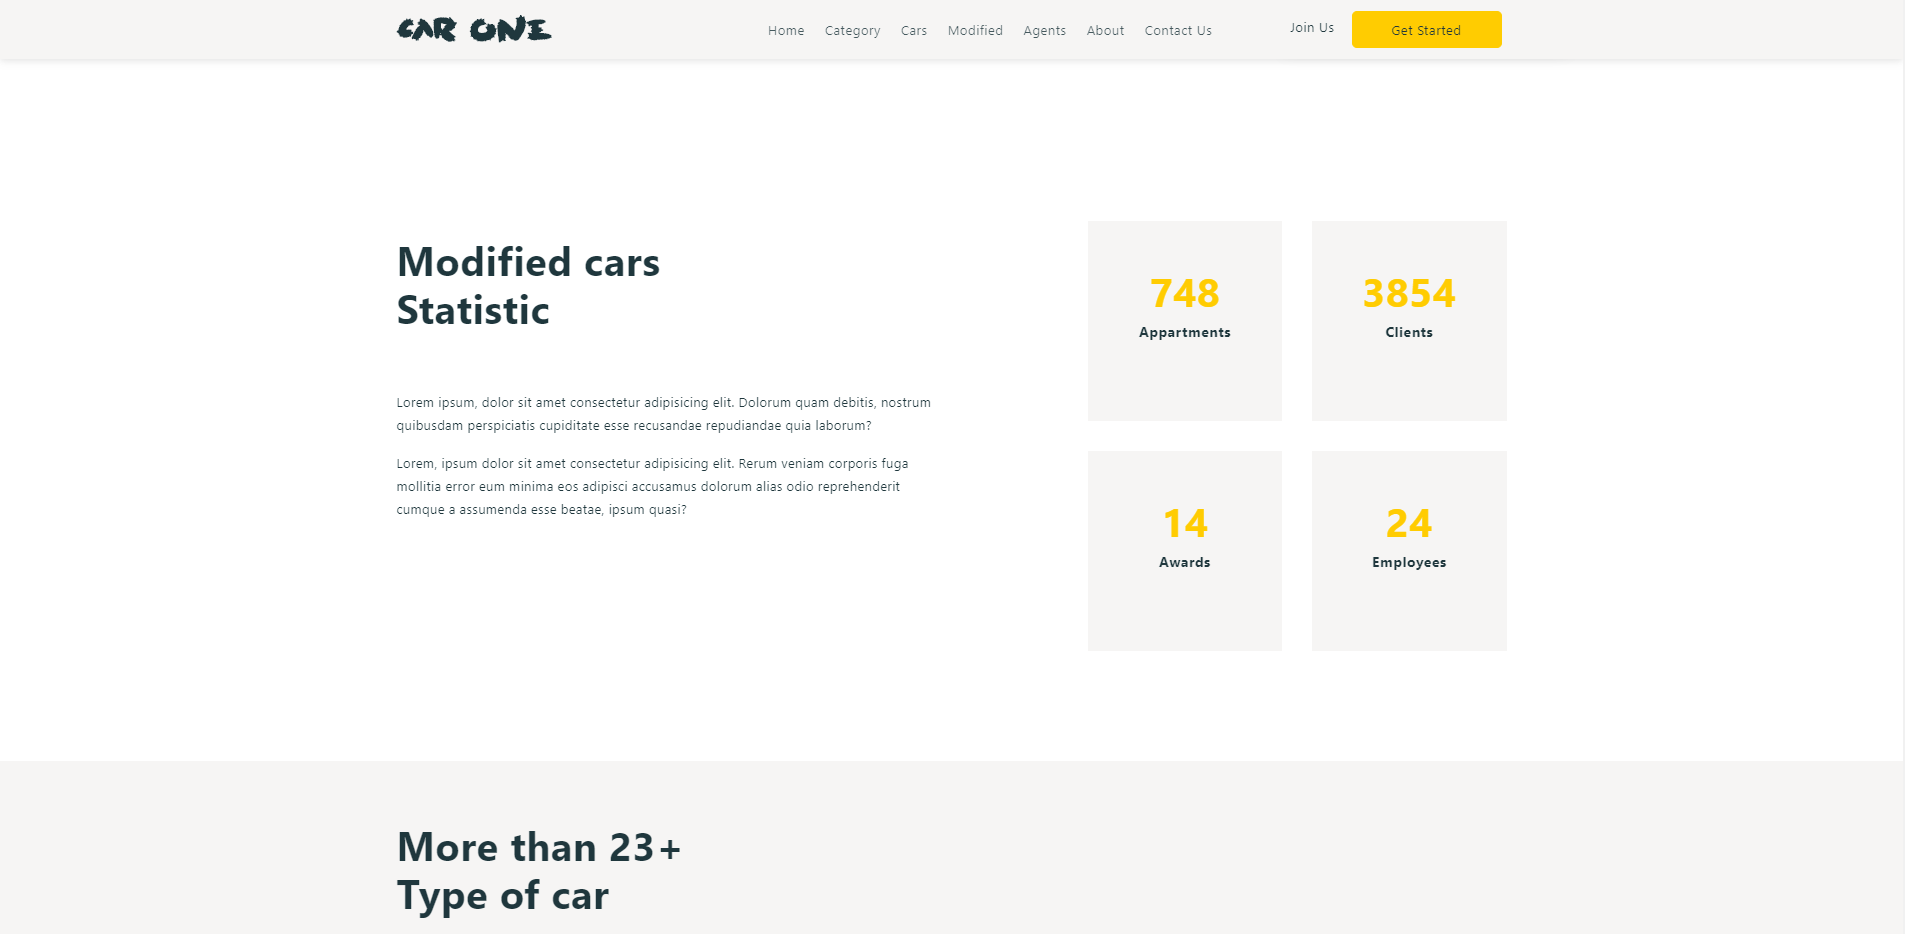 CAR ONE
Home Category Cars Modified Agents About Contact Us
Join Us
Get Started
Modified cars
Statistic
Lorem ipsum, dolor sit amet consectetur adipisicing elit. Dolorum quam debitis, nostrum
quibusdam perspiciatis cupiditate esse recusandae repudiandae quia laborum?
Lorem, ipsum dolor sit amet consectetur adipisicing elit. Rerum veniam corporis fuga
mollitia error eum minima eos adipisci accusamus dolorum alias odio reprehenderit
cumque a assumenda esse beatae, ipsum quasi?
748
Appartments
3854
Clients
14
Awards
24
Employees
More than 23+
Type of car